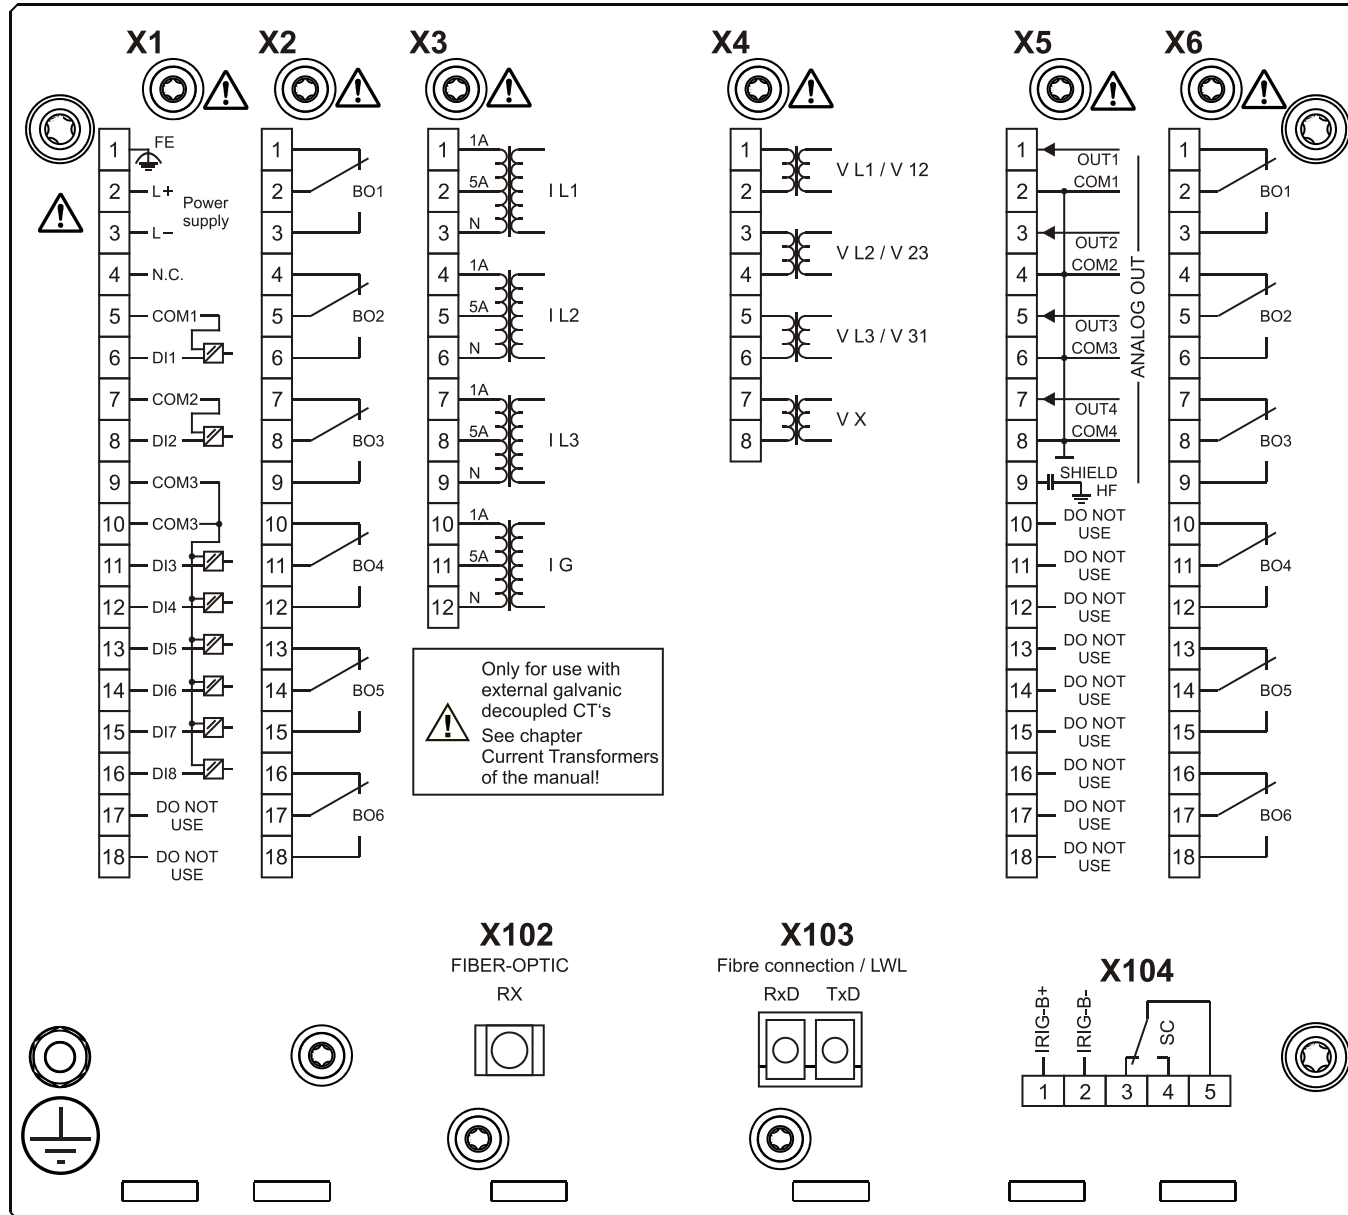 X1 X2 X3 X4 X5 X6
1 FE
2 L+
3 L–
Power
supply
4 N.C.
5 COM1
6 DI1
7 COM2
8 DI2
9 COM3
10 COM3
11 DI3
12 DI4
13 DI5
14 DI6
15 DI7
16 DI8
17 DO NOT
USE
18 DO NOT
USE
1
2 BO1
3
4
5 BO2
6
7
8 BO3
9
10
11 BO4
12
13
14 BO5
15
16
17 BO6
18
1 1A
2 5A I L1
3 N
4 1A
5 5A I L2
6 N
7 1A
8 5A I L3
9 N
10 1A
11 5A I G
12 N
Only for use with
external galvanic
decoupled CT's
See chapter
Current Transformers
of the manual!
1
V L1 / V 12
2
3
V L2 / V 23
4
5
V L3 / V 31
6
7
V X
8
1 OUT1
2 COM1
3 OUT2
4 COM2
5 OUT3
6 COM3
7 OUT4
8 COM4
ANALOG OUT
9 SHIELD
HF
10 DO NOT
USE
11 DO NOT
USE
12 DO NOT
USE
13 DO NOT
USE
14 DO NOT
USE
15 DO NOT
USE
16 DO NOT
USE
17 DO NOT
USE
18 DO NOT
USE
1
2 BO1
3
4
5 BO2
6
7
8 BO3
9
10
11 BO4
12
13
14 BO5
15
16
17 BO6
18
X102
FIBER-OPTIC
RX
X103
Fibre connection / LWL
RxD TxD
X104
IRIG-B+
IRIG-B-
SC
1 2 3 4 5